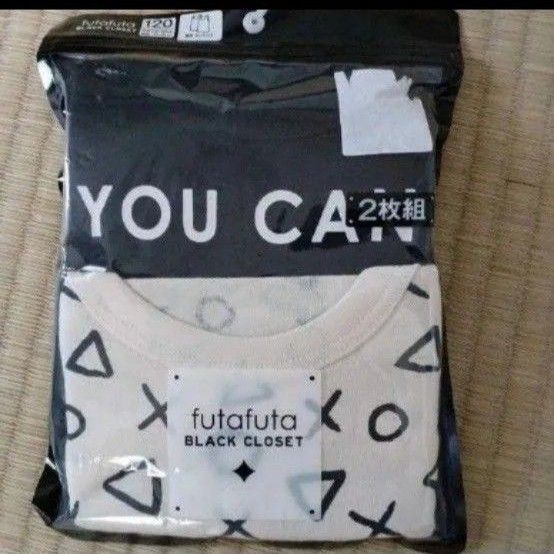 futafuta
BLACK CLOSET
120
YOU CAN
2枚組
futafuta
BLACK CLOSET